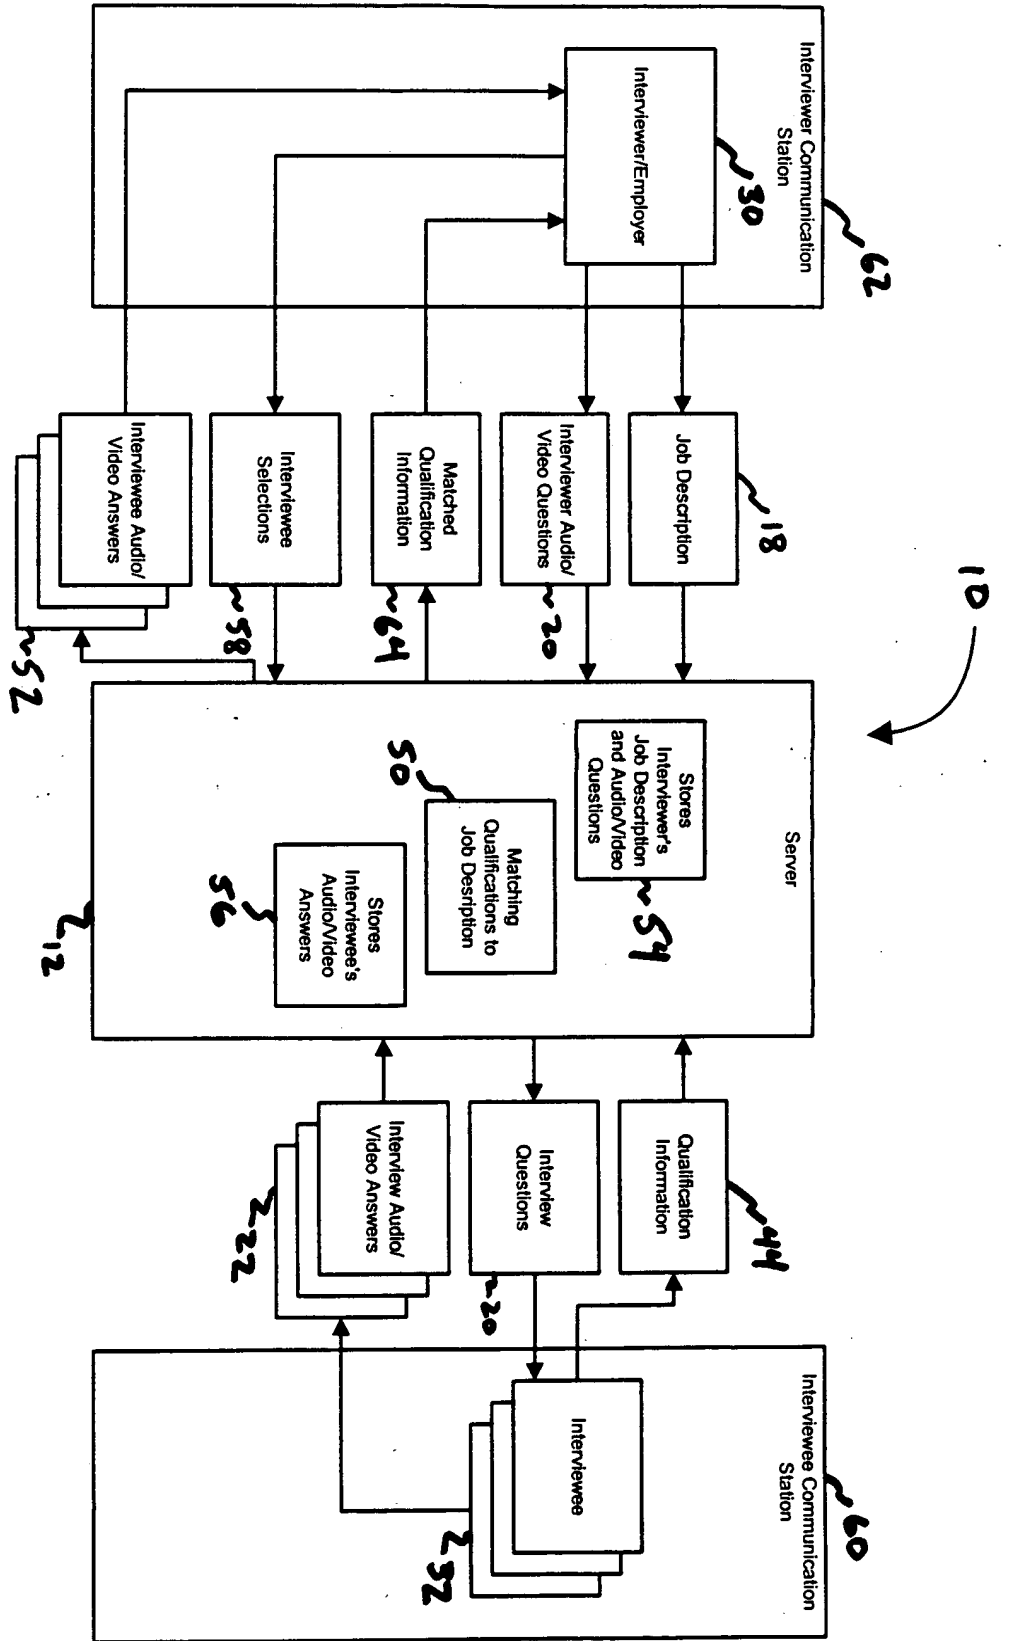 10
Interviewer Communication
Station
62
Interviewer/Employer
30
Job Description
18
Interviewer Audio/
Video Questions
20
Matched
Qualification
Information
64
Interviewee
Selections
58
Interviewee Audio/
Video Answers
52
Server
12
Stores
Interviewer's
Job Description
and Audio/Video
Questions
54
Matching
Qualifications to
Job Desription
50
Stores
Interviewee's
Audio/Video
Answers
56
Qualification
Information
44
Interview
Questions
20
Interview Audio/
Video Answers
22
Interviewee Communication
Station
60
Interviewee
32